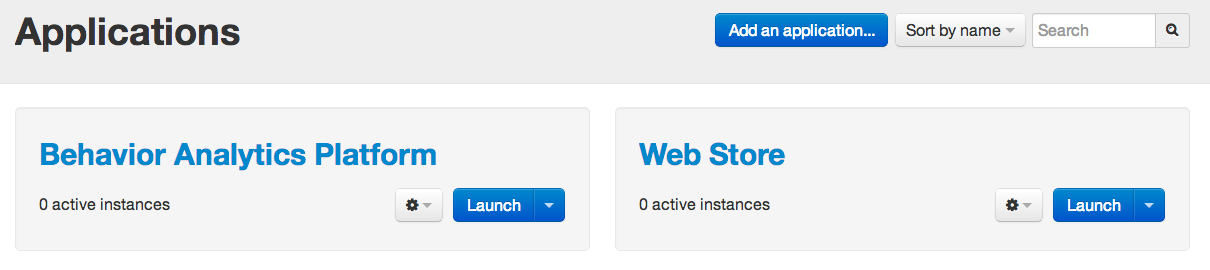 Applications
Add an application... Sort by name Search
Behavior Analytics Platform
0 active instances Launch
Web Store
0 active instances Launch